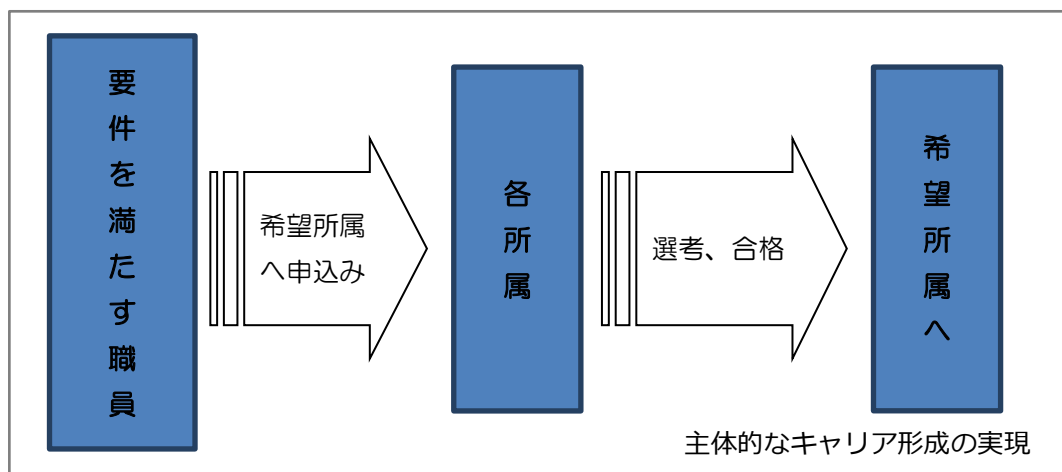 要件を満たす職員
希望所属
へ申込み
各所属
選考、合格
希望所属へ
主体的なキャリア形成の実現